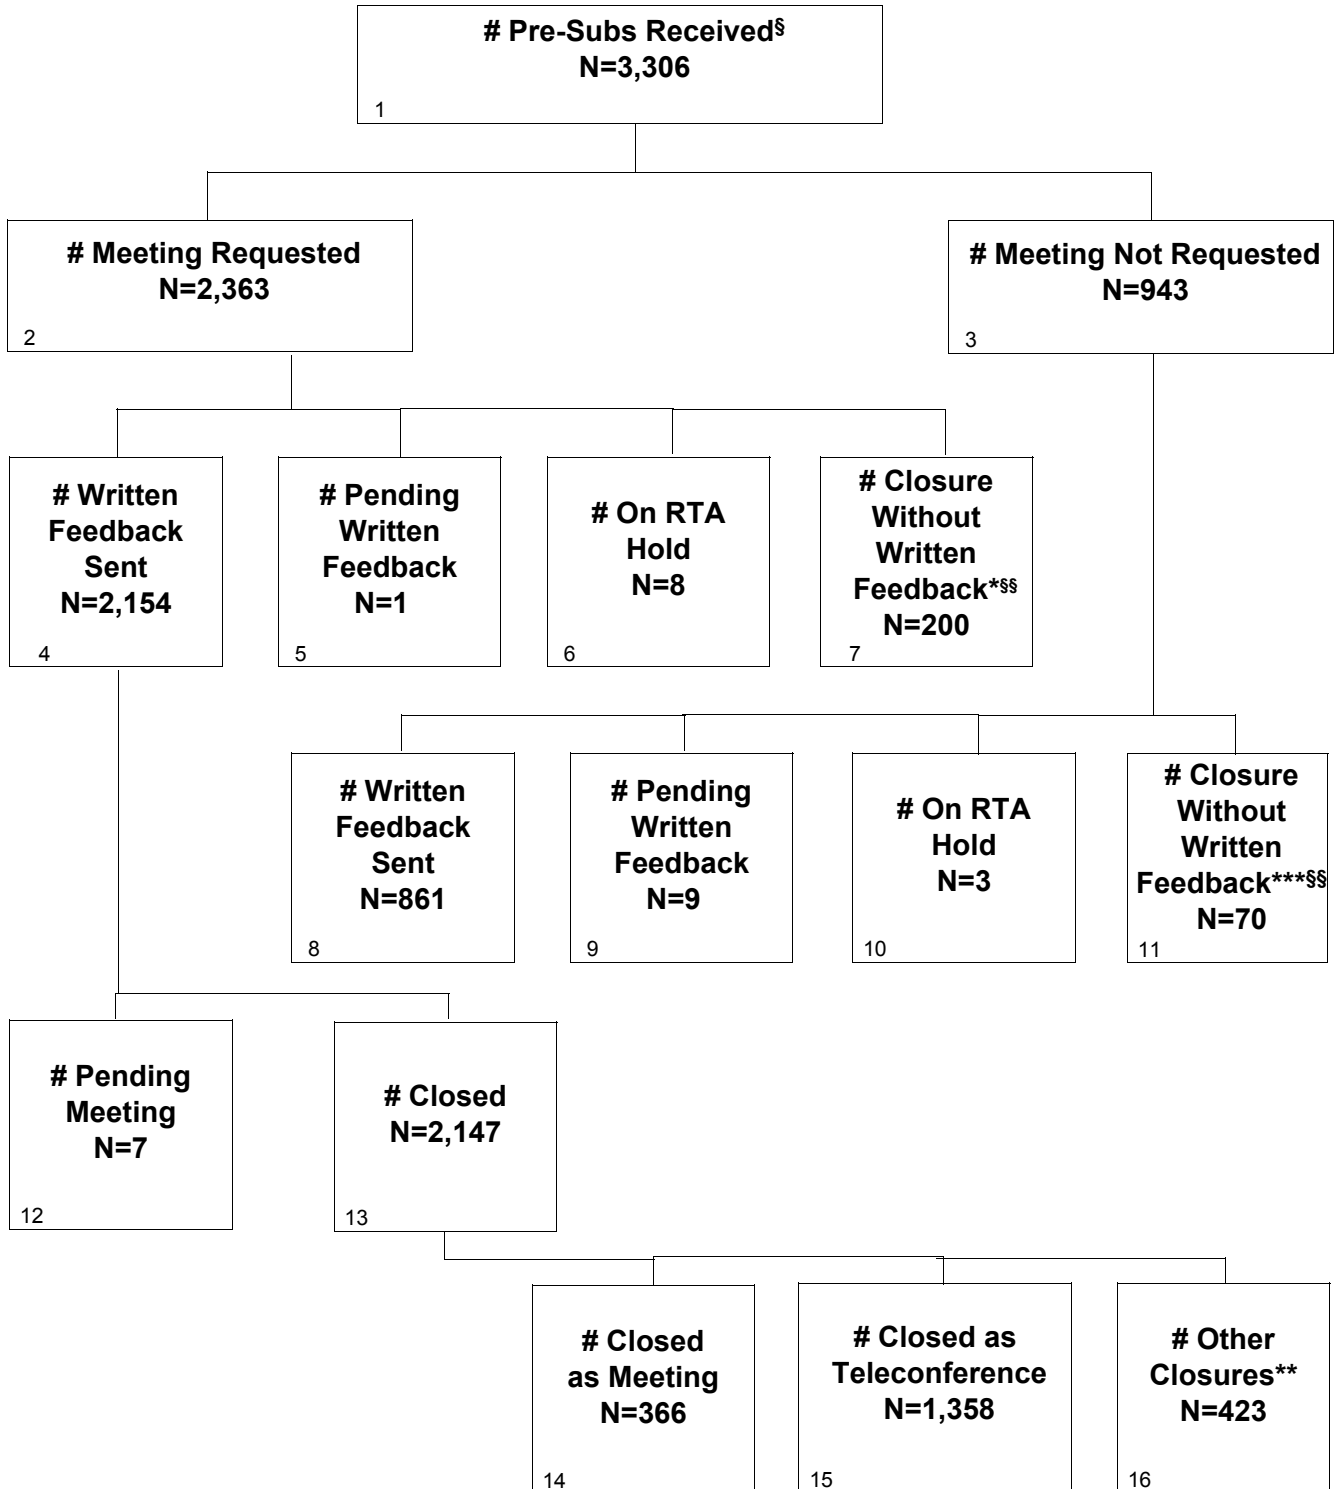 # Pre-Subs Received§
N=3,306
1
# Meeting Requested
N=2,363
2
# Meeting Not Requested
N=943
3
# Written
Feedback
Sent
N=2,154
4
# Pending
Written
Feedback
N=1
5
# On RTA
Hold
N=8
6
# Closure
Without
Written
Feedback*§§
N=200
7
# Written
Feedback
Sent
N=861
8
# Pending
Written
Feedback
N=9
9
# On RTA
Hold
N=3
10
# Closure
Without
Written
Feedback***§§
N=70
11
# Pending
Meeting
N=7
12
# Closed
N=2,147
13
# Closed
as Meeting
N=366
14
# Closed as
Teleconference
N=1,358
15
# Other
Closures**
N=423
16